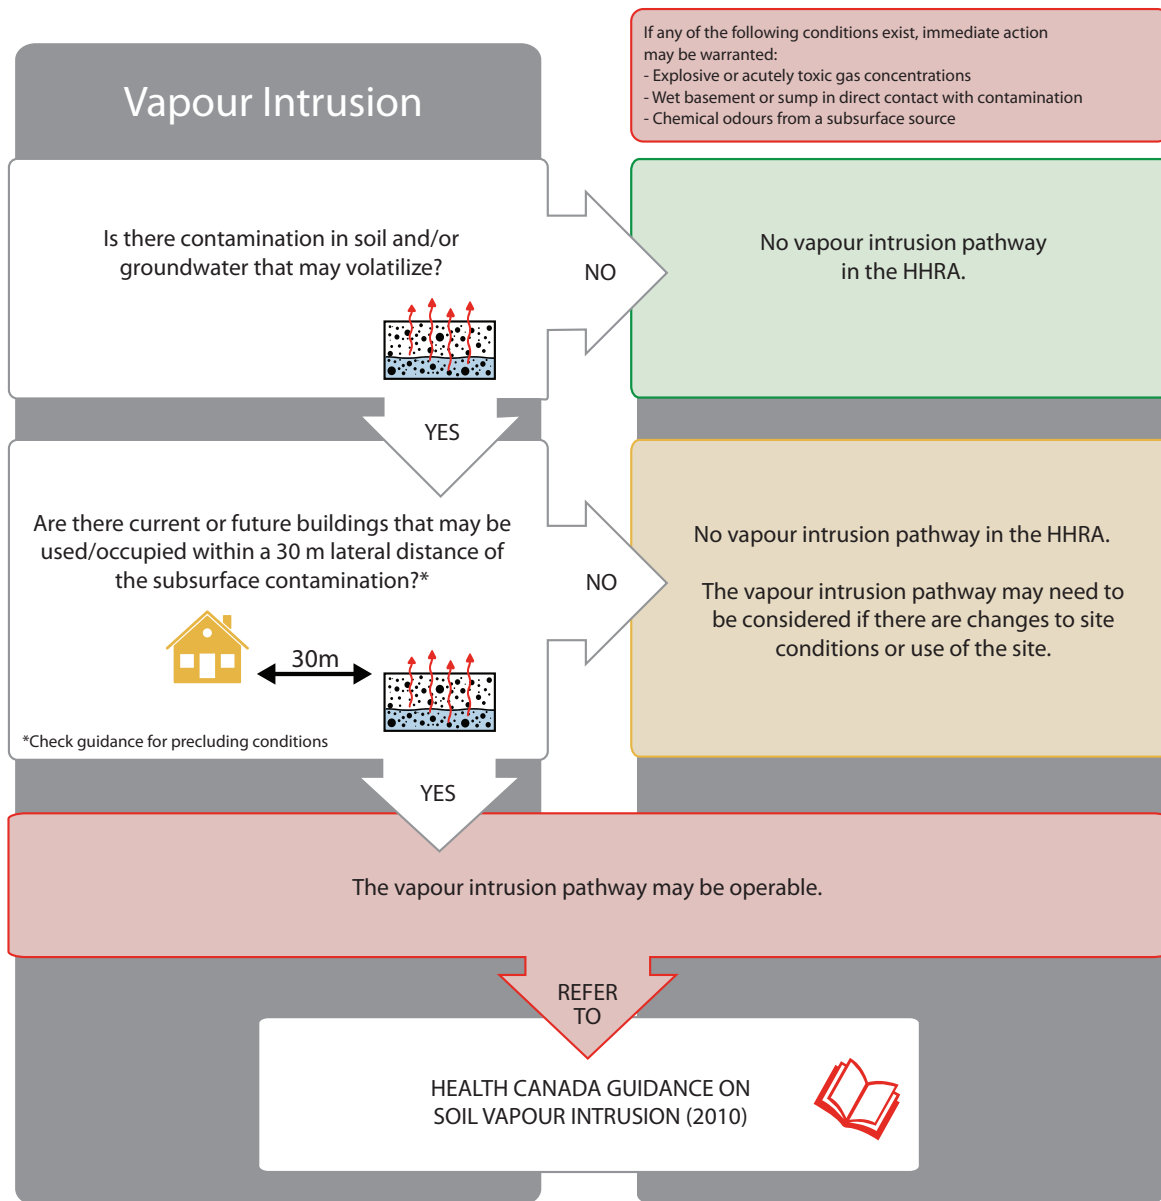 Vapour Intrusion
If any of the following conditions exist, immediate action
may be warranted:
- Explosive or acutely toxic gas concentrations
- Wet basement or sump in direct contact with contamination
- Chemical odours from a subsurface source
Is there contamination in soil and/or
groundwater that may volatilize?
NO
No vapour intrusion pathway
in the HHRA.
YES
Are there current or future buildings that may be
used/occupied within a 30 m lateral distance of
the subsurface contamination?*
30m
*Check guidance for precluding conditions
NO
No vapour intrusion pathway in the HHRA.
The vapour intrusion pathway may need to
be considered if there are changes to site
conditions or use of the site.
YES
The vapour intrusion pathway may be operable.
REFER
TO
HEALTH CANADA GUIDANCE ON
SOIL VAPOUR INTRUSION (2010)